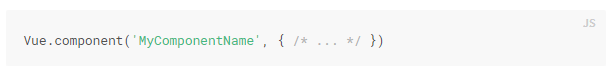 JS
Vue.component('MyComponentName', { /* ... */ })